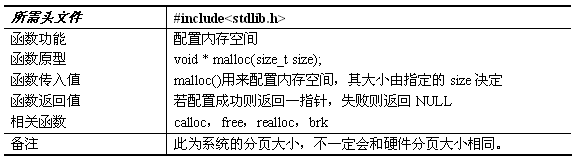 所需头文件 #include<stdlib.h>
函数功能 配置内存空间
函数原型 void * malloc(size_t size);
函数传入值 malloc()用来配置内存空间，其大小由指定的 size 决定
函数返回值 若配置成功则返回一指针，失败则返回 NULL
相关函数 calloc，free，realloc，brk
备注 此为系统的分页大小，不一定会和硬件分页大小相同。